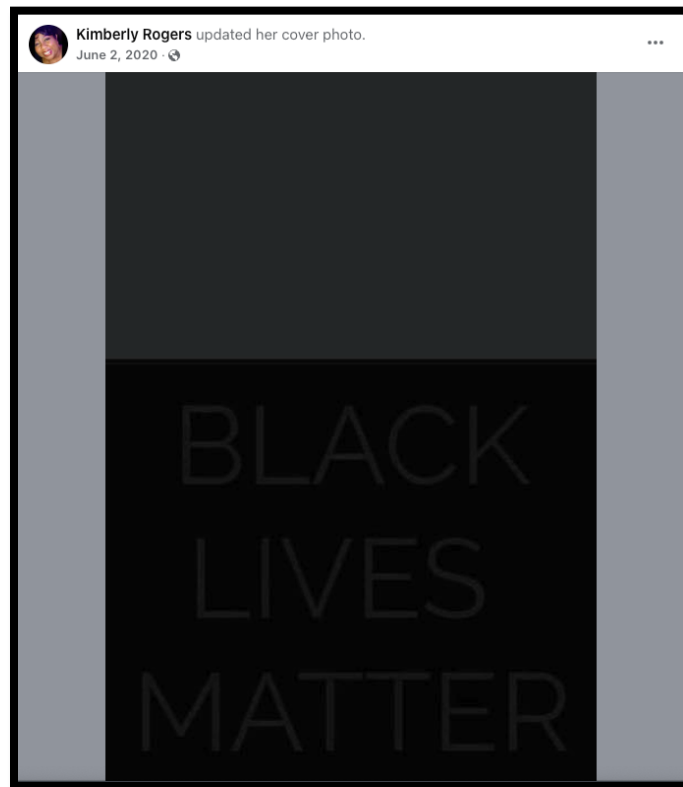 Kimberly Rogers updated her cover photo.
June 2, 2020 ·
BLACK
LIVES
MATTER